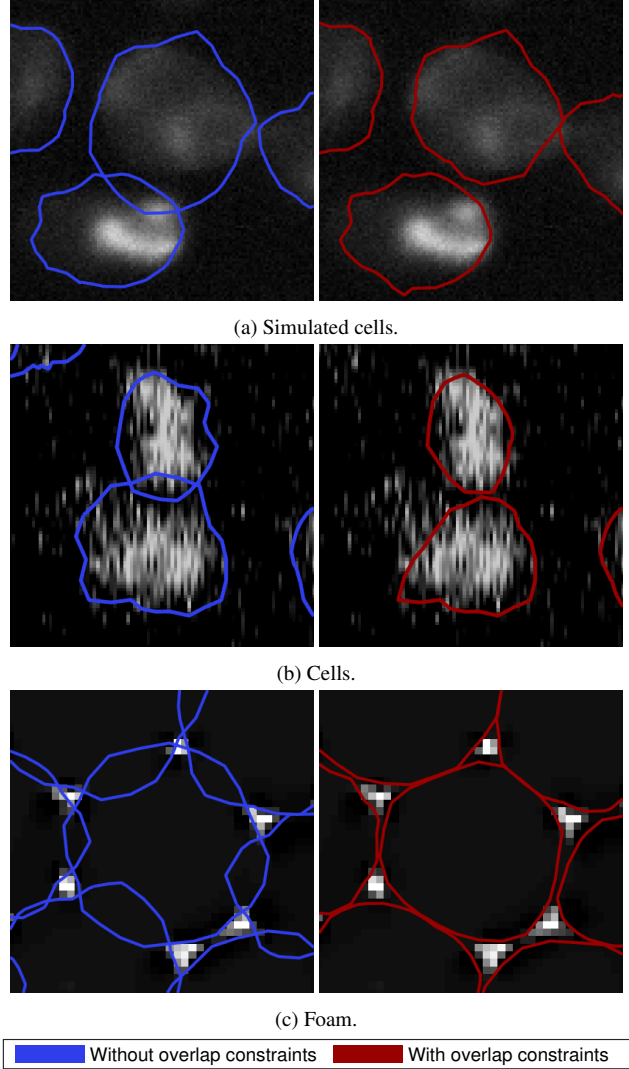 (a) Simulated cells.
(b) Cells.
(c) Foam.
Without overlap constraints With overlap constraints